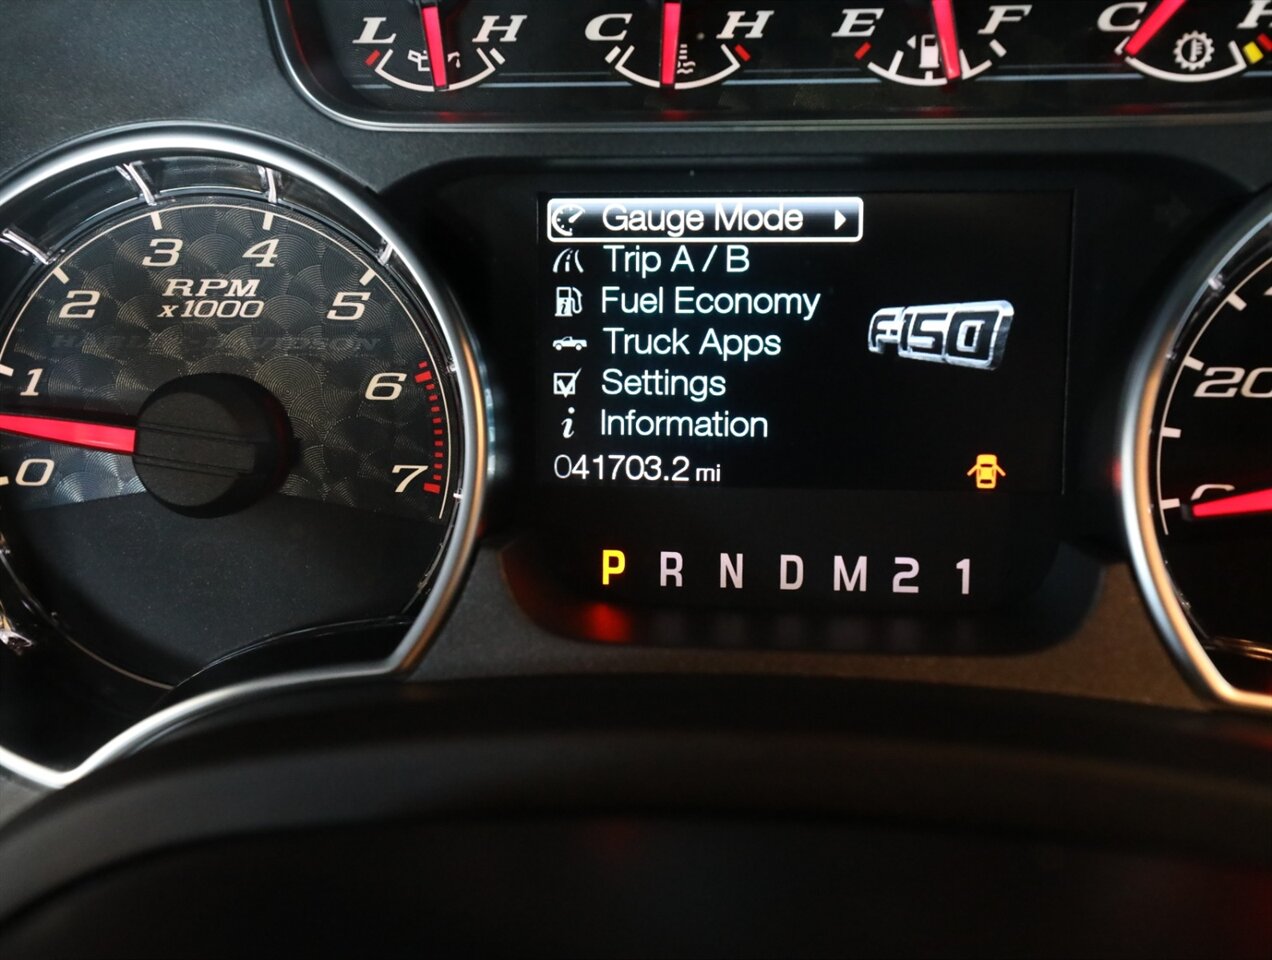 L H C H E F C H
Gauge Mode
Trip A / B
Fuel Economy
Truck Apps
Settings
Information
041703.2 mi
F-150
P R N D M 2 1
0 1 2 3 4 5 6 7
RPM
x1000
HARLEY-DAVIDSON
0 20